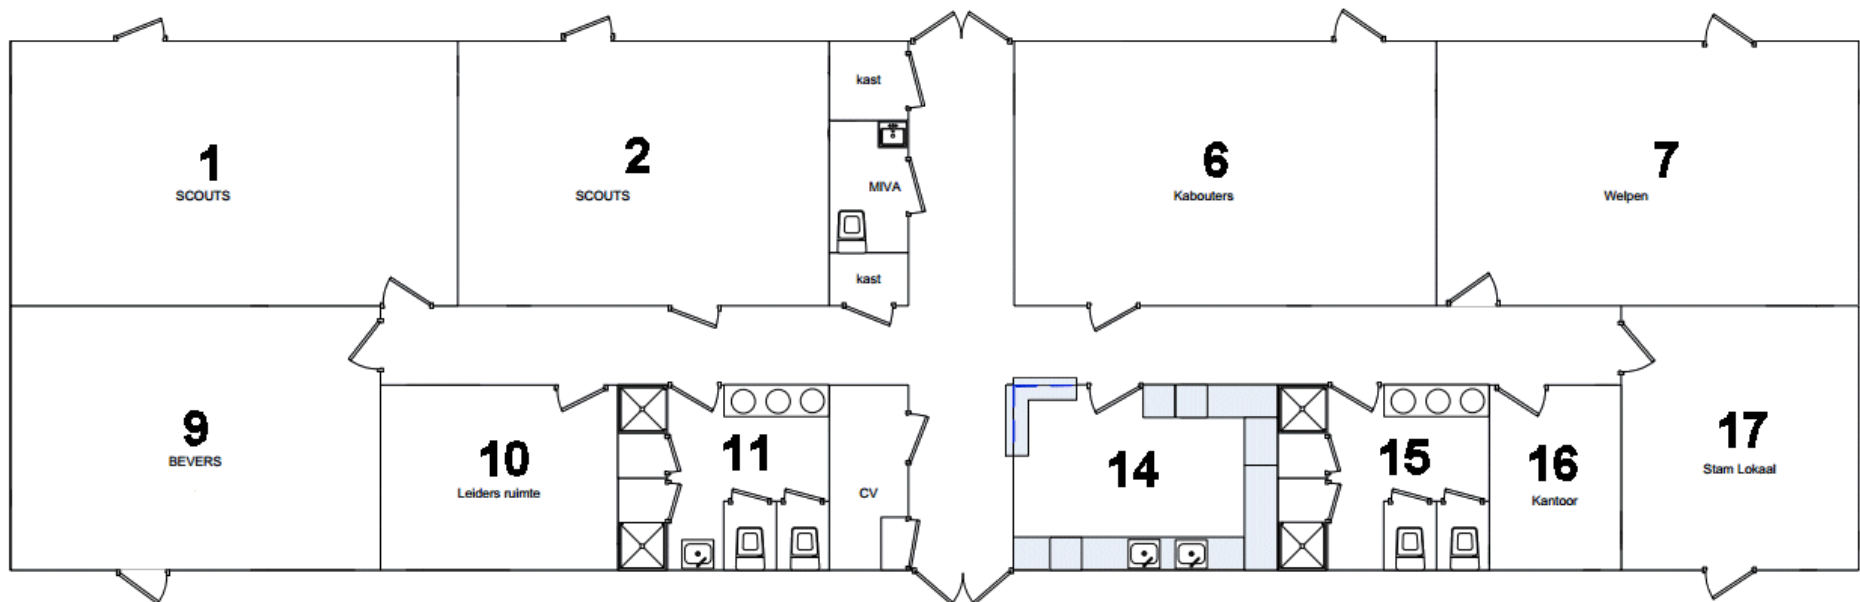 1
SCOUTS
2
SCOUTS
kast
MIVA
kast
6
Kabouters
7
Welpen
9
BEVERS
10
Leiders ruimte
11
CV
14
15
16
Kantoor
17
Stam Lokaal